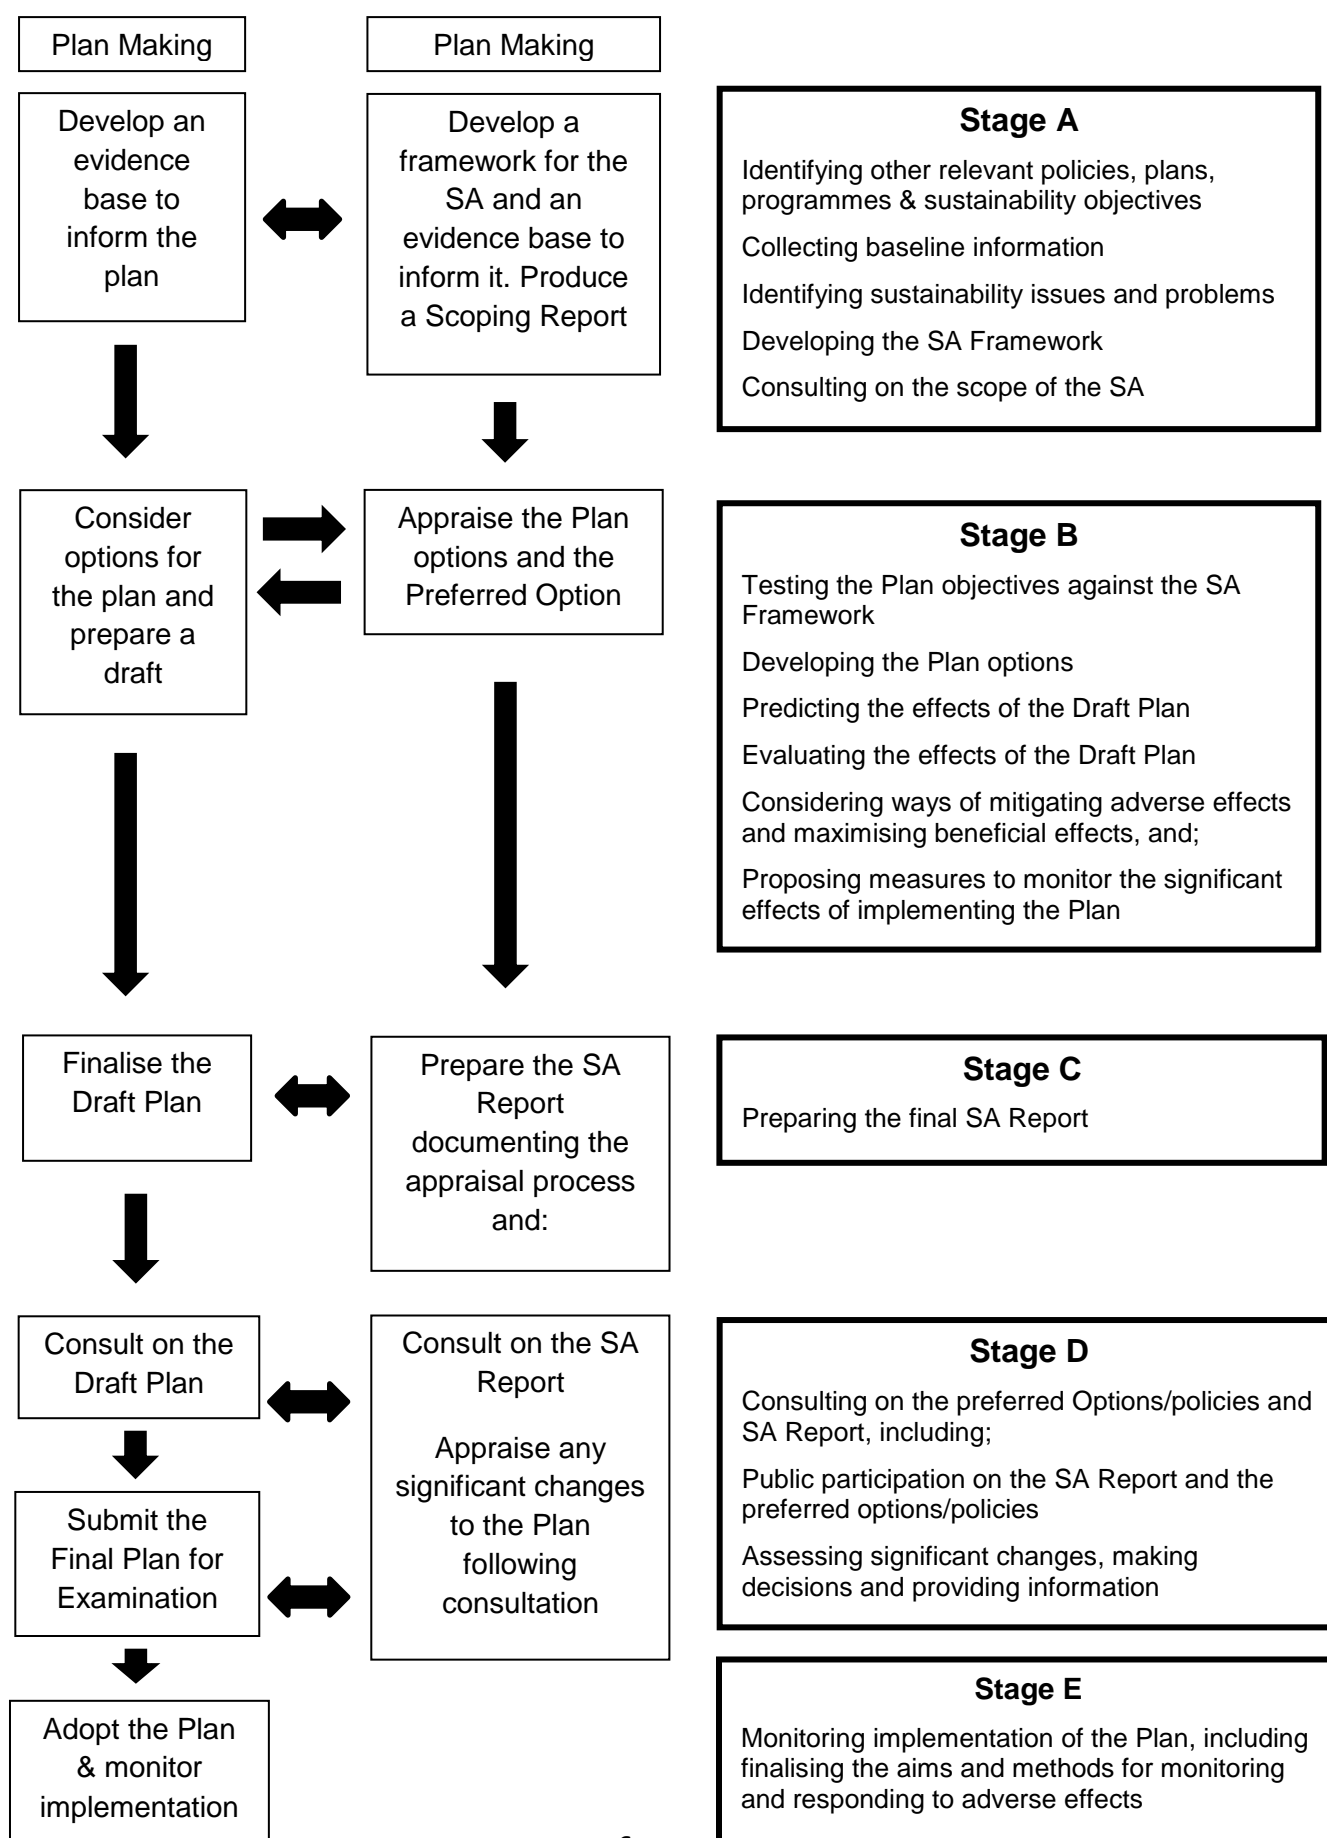 Plan Making
Plan Making
Develop an
evidence
base to
inform the
plan
Develop a
framework for the
SA and an
evidence base to
inform it. Produce
a Scoping Report
Stage A
Identifying other relevant policies, plans,
programmes & sustainability objectives
Collecting baseline information
Identifying sustainability issues and problems
Developing the SA Framework
Consulting on the scope of the SA
Consider
options for
the plan and
prepare a
draft
Appraise the Plan
options and the
Preferred Option
Stage B
Testing the Plan objectives against the SA
Framework
Developing the Plan options
Predicting the effects of the Draft Plan
Evaluating the effects of the Draft Plan
Considering ways of mitigating adverse effects
and maximising beneficial effects, and;
Proposing measures to monitor the significant
effects of implementing the Plan
Finalise the
Draft Plan
Prepare the SA
Report
documenting the
appraisal process
and:
Stage C
Preparing the final SA Report
Consult on the
Draft Plan
Consult on the SA
Report
Appraise any
significant changes
to the Plan
following
consultation
Stage D
Consulting on the preferred Options/policies and
SA Report, including;
Public participation on the SA Report and the
preferred options/policies
Assessing significant changes, making
decisions and providing information
Submit the
Final Plan for
Examination
Adopt the Plan
& monitor
implementation
Stage E
Monitoring implementation of the Plan, including
finalising the aims and methods for monitoring
and responding to adverse effects